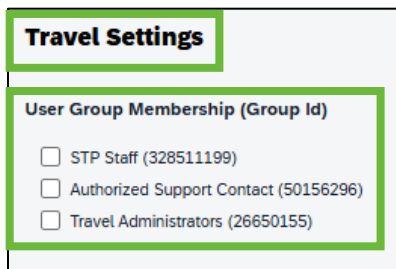 Travel Settings
User Group Membership (Group Id)
STP Staff (328511199)
Authorized Support Contact (50156296)
Travel Administrators (26650155)